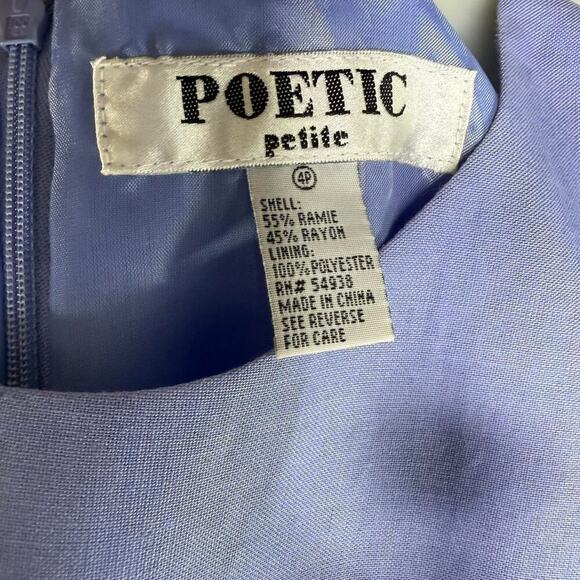 POETIC
petite
4P
SHELL:
55% RAMIE
45% RAYON
LINING:
100% POLYESTER
RN# 54938
MADE IN CHINA
SEE REVERSE
FOR CARE